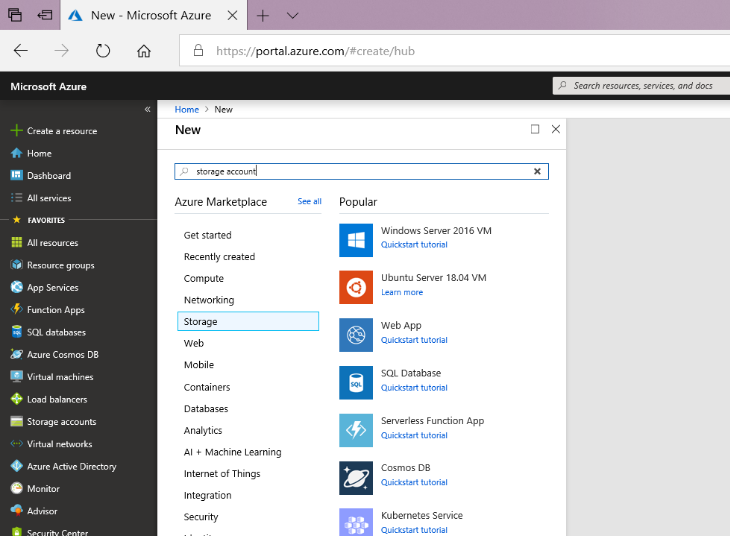 New - Microsoft Azure
https://portal.azure.com/#create/hub
Microsoft Azure
Search resources, services, and docs
Create a resource
Home
Dashboard
All services
FAVORITES
All resources
Resource groups
App Services
Function Apps
SQL databases
Azure Cosmos DB
Virtual machines
Load balancers
Storage accounts
Virtual networks
Azure Active Directory
Monitor
Advisor
Security Center
Home > New
New
storage account
Azure Marketplace
See all
Get started
Recently created
Compute
Networking
Storage
Web
Mobile
Containers
Databases
Analytics
AI + Machine Learning
Internet of Things
Integration
Security
Popular
Windows Server 2016 VM
Quickstart tutorial
Ubuntu Server 18.04 VM
Learn more
Web App
Quickstart tutorial
SQL
SQL Database
Quickstart tutorial
Serverless Function App
Quickstart tutorial
Cosmos DB
Quickstart tutorial
Kubernetes Service
Quickstart tutorial